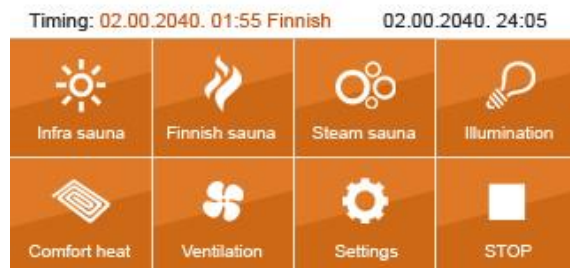 Timing: 02.00.2040. 01:55 Finnish 02.00.2040. 24:05
Infra sauna Finnish sauna Steam sauna Illumination
Comfort heat Ventilation Settings STOP